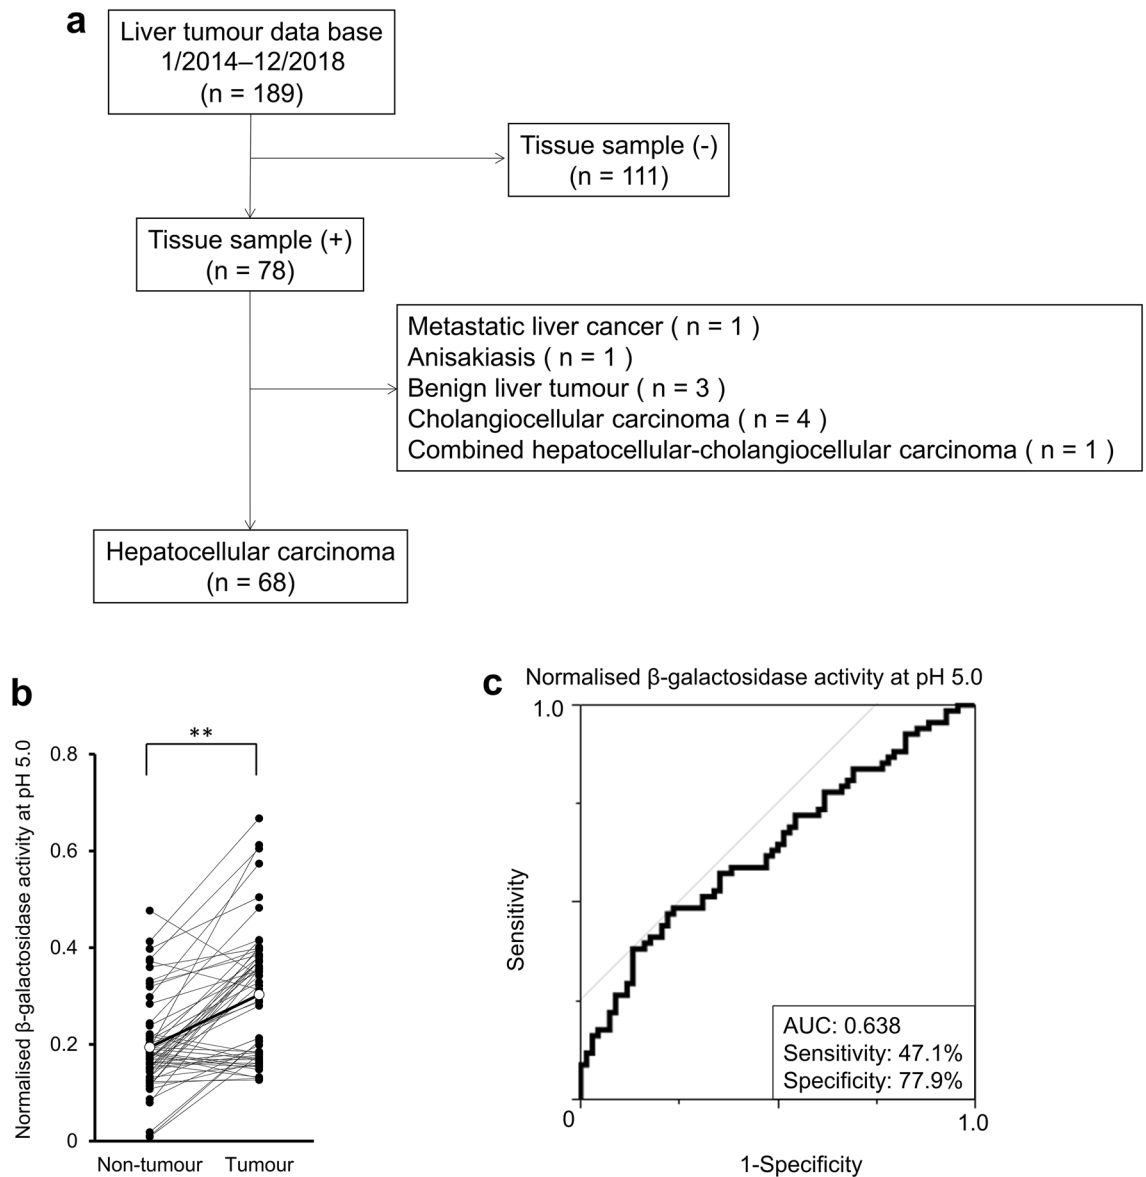 a
Liver tumour data base
1/2014–12/2018
(n = 189)
Tissue sample (-)
(n = 111)
Tissue sample (+)
(n = 78)
Metastatic liver cancer ( n = 1 )
Anisakiasis ( n = 1 )
Benign liver tumour ( n = 3 )
Cholangiocellular carcinoma ( n = 4 )
Combined hepatocellular-cholangiocellular carcinoma ( n = 1 )
Hepatocellular carcinoma
(n = 68)
b
Normalised β-galactosidase activity at pH 5.0
**
0.8
0.6
0.4
0.2
0
Non-tumour
Tumour
c
Normalised β-galactosidase activity at pH 5.0
1.0
Sensitivity
AUC: 0.638
Sensitivity: 47.1%
Specificity: 77.9%
0
1.0
1-Specificity